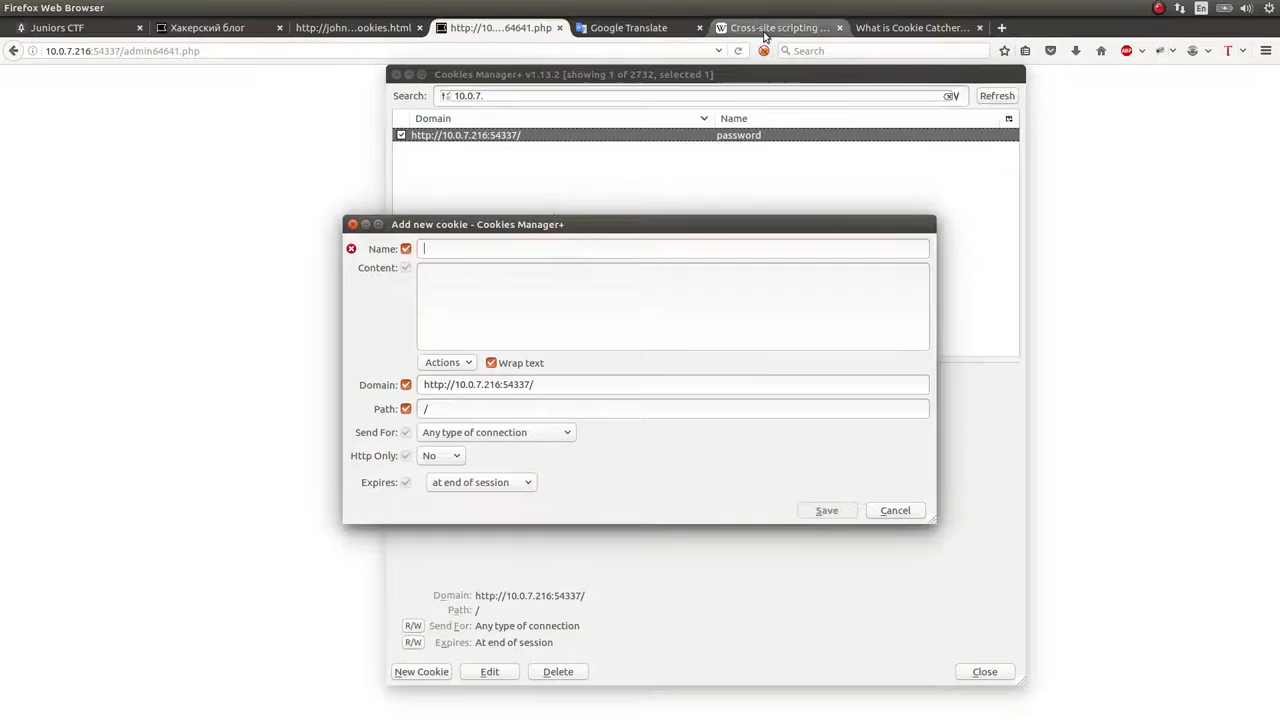 Firefox Web Browser
En
Juniors CTF
Хакерский блог
http://john...ookies.html
http://10....64641.php
Google Translate
Cross-site scripting ...
What is Cookie Catcher...
10.0.7.216:54337/admin64641.php
Search
ABP
T
Cookies Manager+ v1.13.2 [showing 1 of 2732, selected 1]
Search:
10.0.7.
Refresh
Domain
Name
http://10.0.7.216:54337/
password
Add new cookie - Cookies Manager+
Name:
Content:
Actions
Wrap text
Domain:
http://10.0.7.216:54337/
Path:
/
Send For:
Any type of connection
Http Only:
No
Expires:
at end of session
Save
Cancel
Domain: http://10.0.7.216:54337/
Path: /
R/W Send For: Any type of connection
R/W Expires: At end of session
New Cookie
Edit
Delete
Close